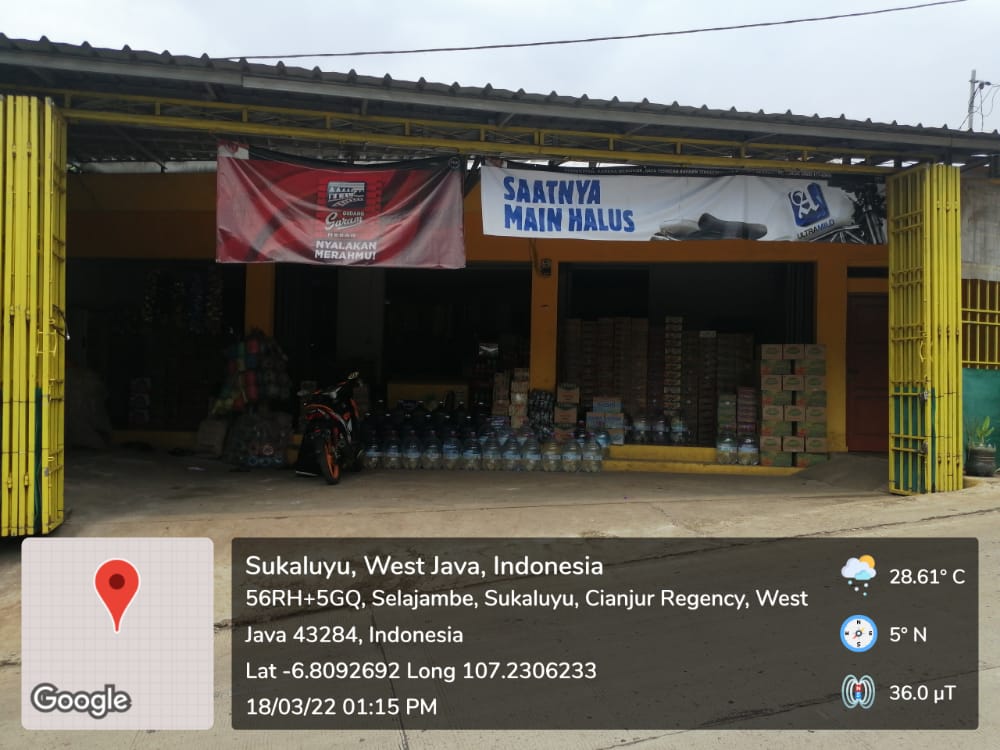 GUDANG
Garam
MERAH
NYALAKAN
MERAHMU!
SAATNYA
MAIN HALUS
A
ULTRAMILD
Sukaluyu, West Java, Indonesia
56RH+5GQ, Selajambe, Sukaluyu, Cianjur Regency, West
Java 43284, Indonesia
Lat -6.8092692 Long 107.2306233
18/03/22 01:15 PM
28.61° C
5° N
36.0 µT
Google